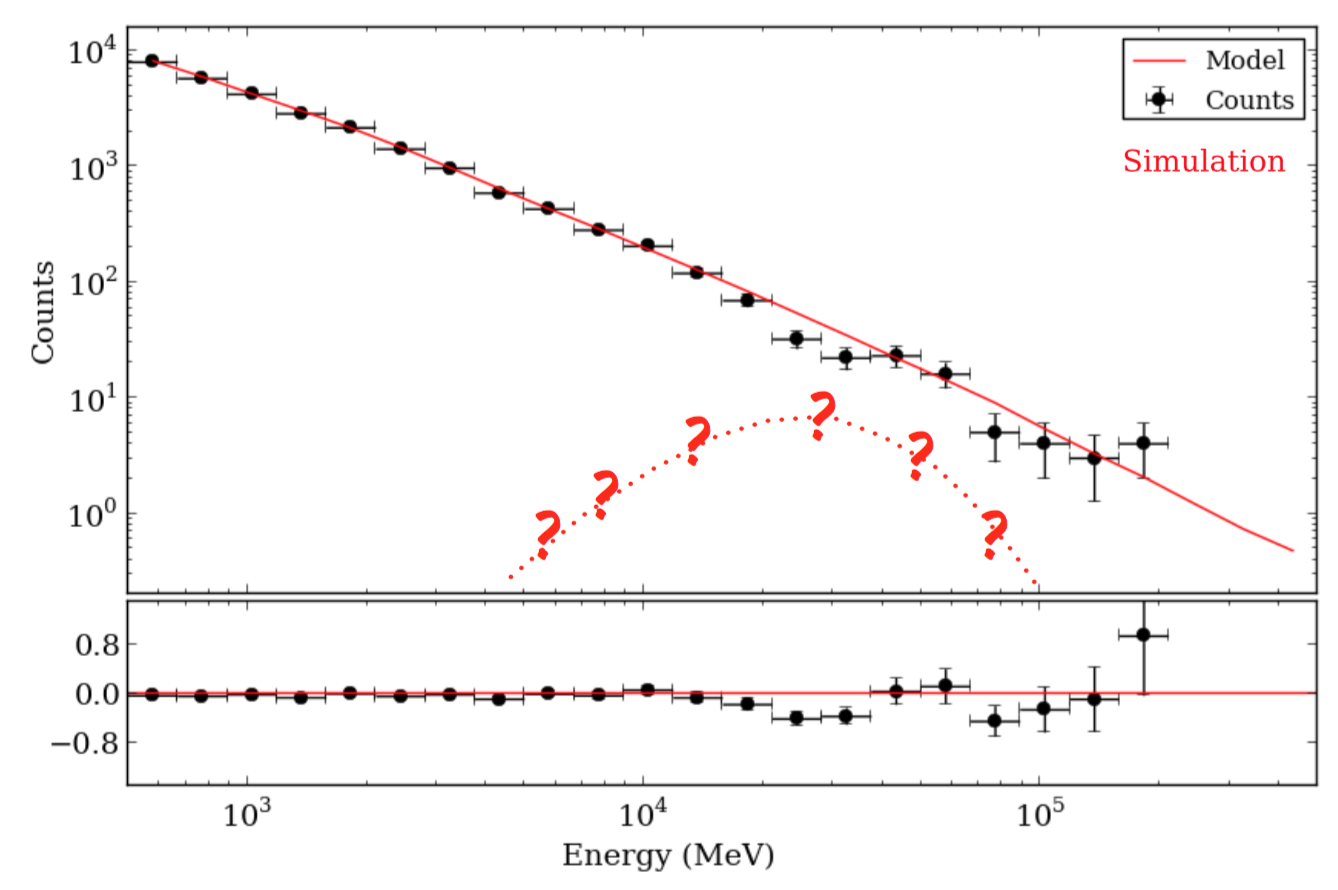 10^4
10^3
10^2
10^1
10^0
Counts
Model
Counts
Simulation
? ? ? ? ? ?
0.8
0.0
−0.8
10^3 10^4 10^5
Energy (MeV)